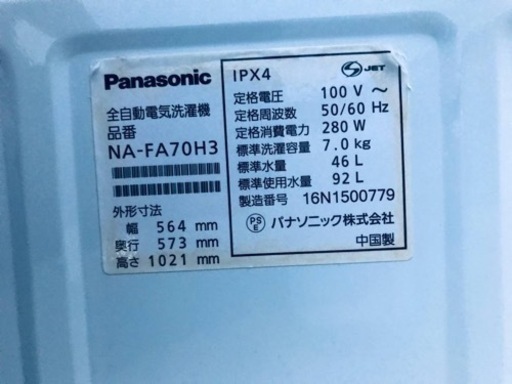 Panasonic
全自動電気洗濯機
品番
NA-FA70H3
外形寸法
幅 564 mm
奥行 573 mm
高さ 1021 mm
IPX4
S JET
定格電圧 100 V ～
定格周波数 50/60 Hz
定格消費電力 280 W
標準洗濯容量 7.0 kg
標準水量 46 L
標準使用水量 92 L
製造番号 16N1500779
PS E パナソニック株式会社
中国製